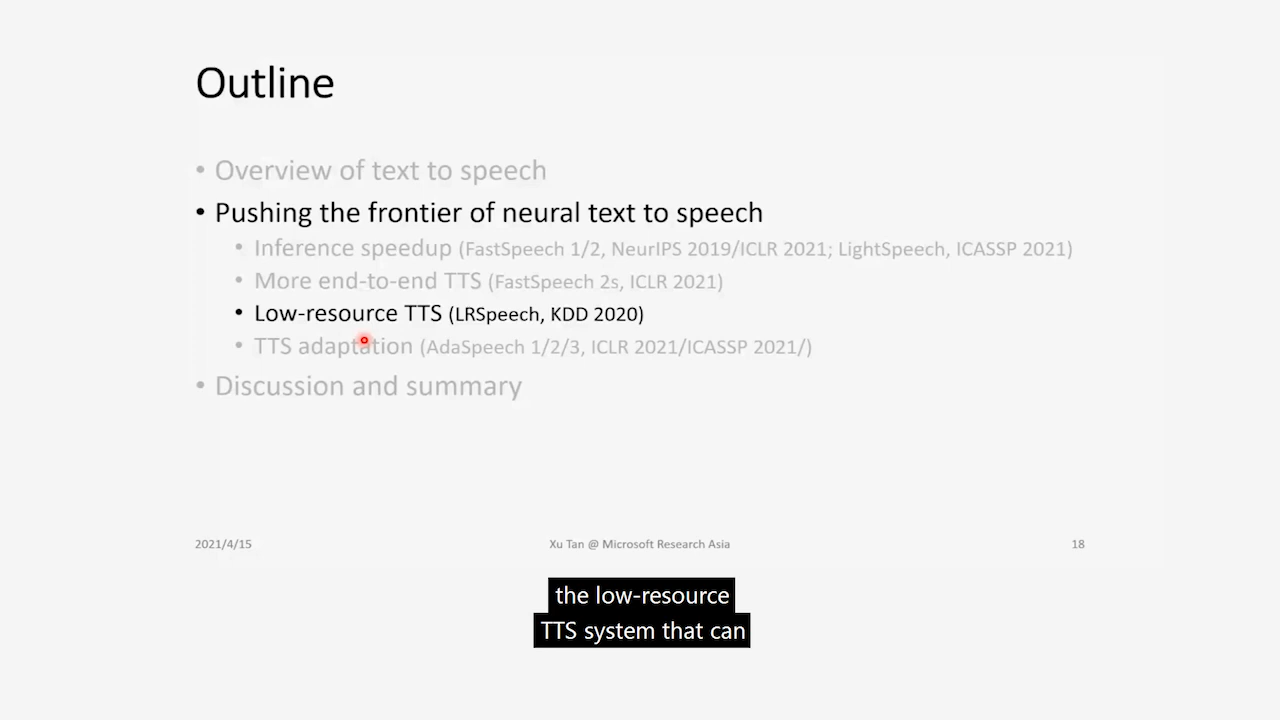 Outline
• Overview of text to speech
• Pushing the frontier of neural text to speech
• Inference speedup (FastSpeech 1/2, NeurIPS 2019/ICLR 2021; LightSpeech, ICASSP 2021)
• More end-to-end TTS (FastSpeech 2s, ICLR 2021)
• Low-resource TTS (LRSpeech, KDD 2020)
• TTS adaptation (AdaSpeech 1/2/3, ICLR 2021/ICASSP 2021/)
• Discussion and summary
2021/4/15 Xu Tan @ Microsoft Research Asia 18
the low-resource
TTS system that can